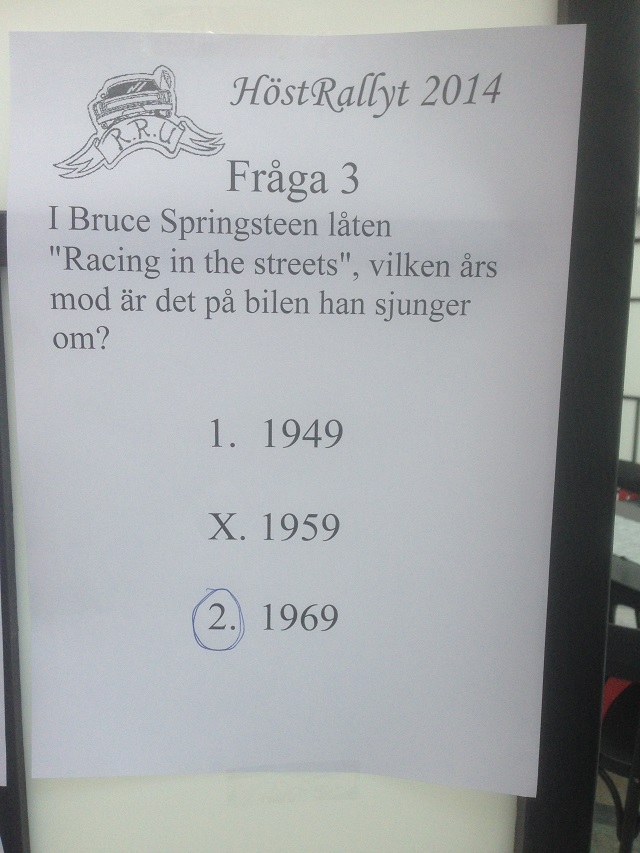 HöstRallyt 2014
R.R.U
Fråga 3
I Bruce Springsteen låten
"Racing in the streets", vilken års
mod är det på bilen han sjunger
om?
1. 1949
X. 1959
2. 1969